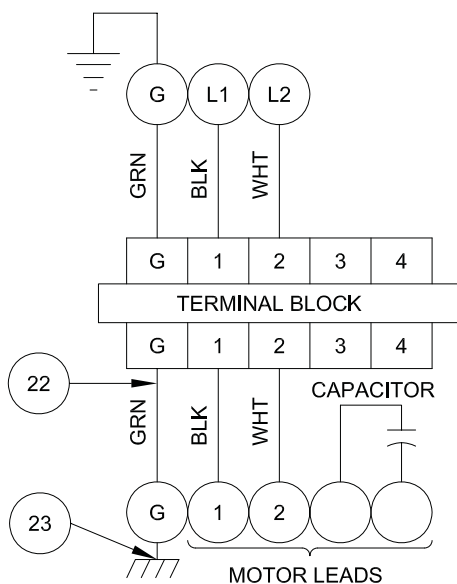 G L1 L2
GRN BLK WHT
G 1 2 3 4
TERMINAL BLOCK
G 1 2 3 4
22
CAPACITOR
GRN BLK WHT
23
G 1 2
MOTOR LEADS